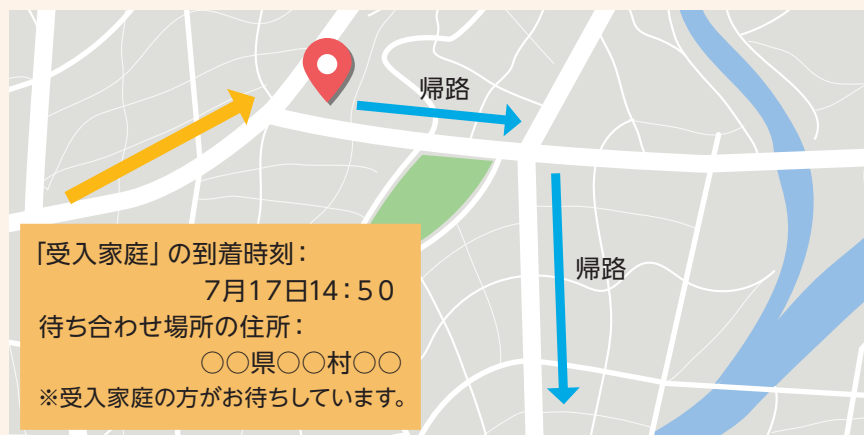 帰路
帰路
「受入家庭」の到着時刻：
7月17日14：50
待ち合わせ場所の住所：
○○県○○村○○
※受入家庭の方がお待ちしています。